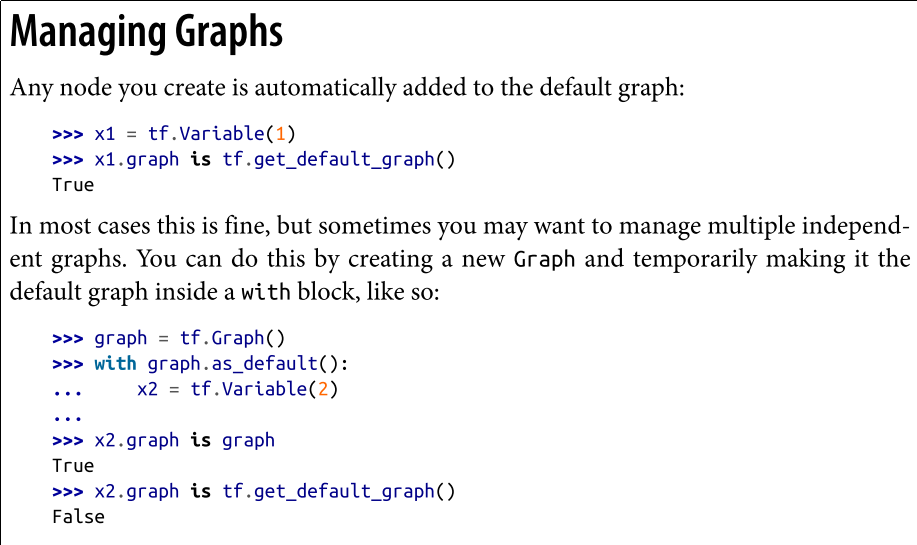 Managing Graphs
Any node you create is automatically added to the default graph:
>>> x1 = tf.Variable(1)
>>> x1.graph is tf.get_default_graph()
True
In most cases this is fine, but sometimes you may want to manage multiple independ-
ent graphs. You can do this by creating a new Graph and temporarily making it the
default graph inside a with block, like so:
>>> graph = tf.Graph()
>>> with graph.as_default():
...     x2 = tf.Variable(2)
...
>>> x2.graph is graph
True
>>> x2.graph is tf.get_default_graph()
False